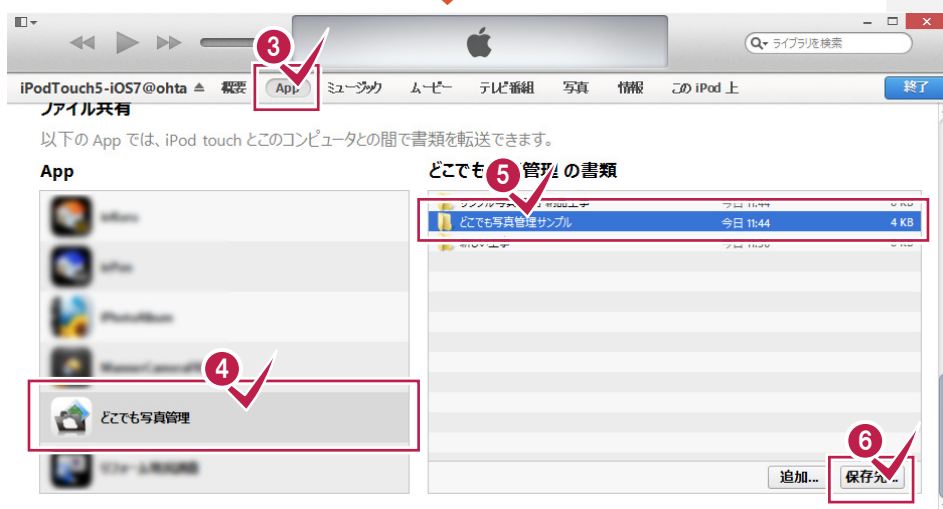 ライブラリを検索
3
iPodTouch5-iOS7@ohta 概要 App ミュージック ムービー テレビ番組 写真 情報 この iPod 上 終了
ファイル共有
以下の App では、iPod touch とこのコンピュータとの間で書類を転送できます。
App
どこでも 管理 の書類
5
今日 11:44
どこでも写真管理サンプル 今日 11:44 4 KB
4
どこでも写真管理
6
追加... 保存先...